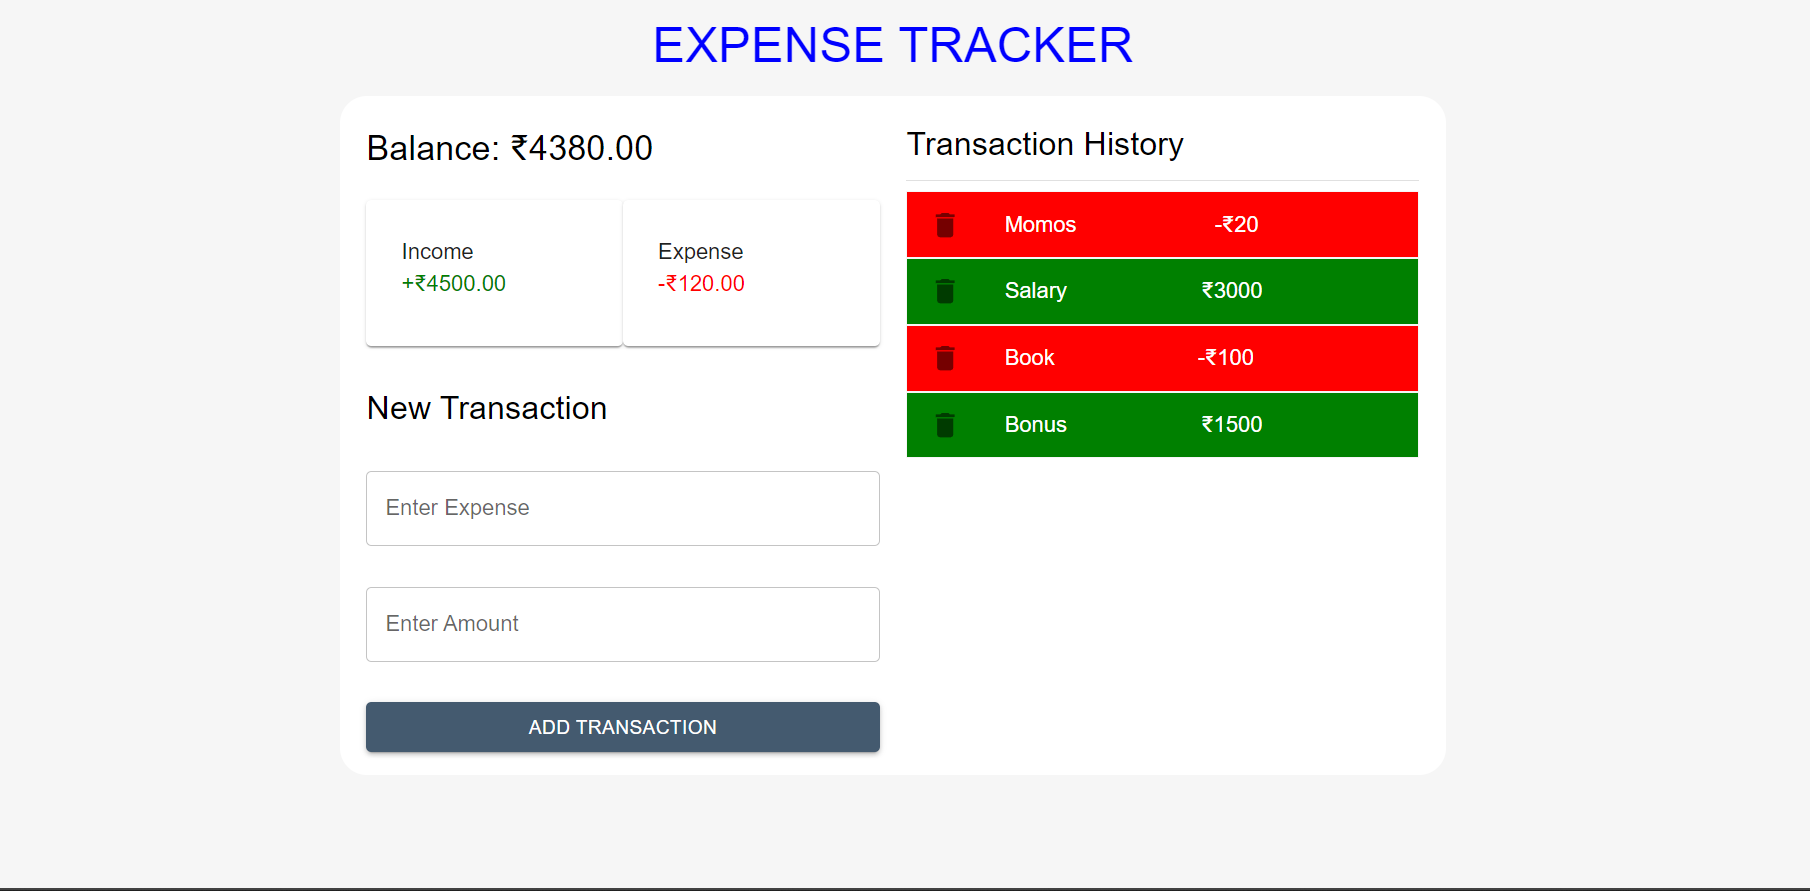 EXPENSE TRACKER
Balance: ₹4380.00
Income
+₹4500.00
Expense
-₹120.00
New Transaction
Enter Expense
Enter Amount
ADD TRANSACTION
Transaction History
Momos -₹20
Salary ₹3000
Book -₹100
Bonus ₹1500